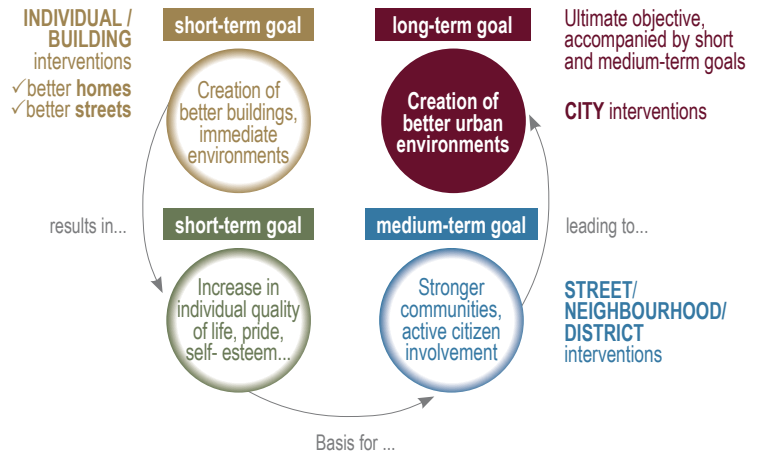 INDIVIDUAL /
BUILDING
interventions
✓better homes
✓better streets
short-term goal
Creation of
better buildings,
immediate
environments
long-term goal
Creation of
better urban
environments
Ultimate objective,
accompanied by short
and medium-term goals
CITY interventions
results in...
short-term goal
Increase in
individual quality
of life, pride,
self- esteem...
medium-term goal
Stronger
communities,
active citizen
involvement
leading to...
STREET/
NEIGHBOURHOOD/
DISTRICT
interventions
Basis for ...